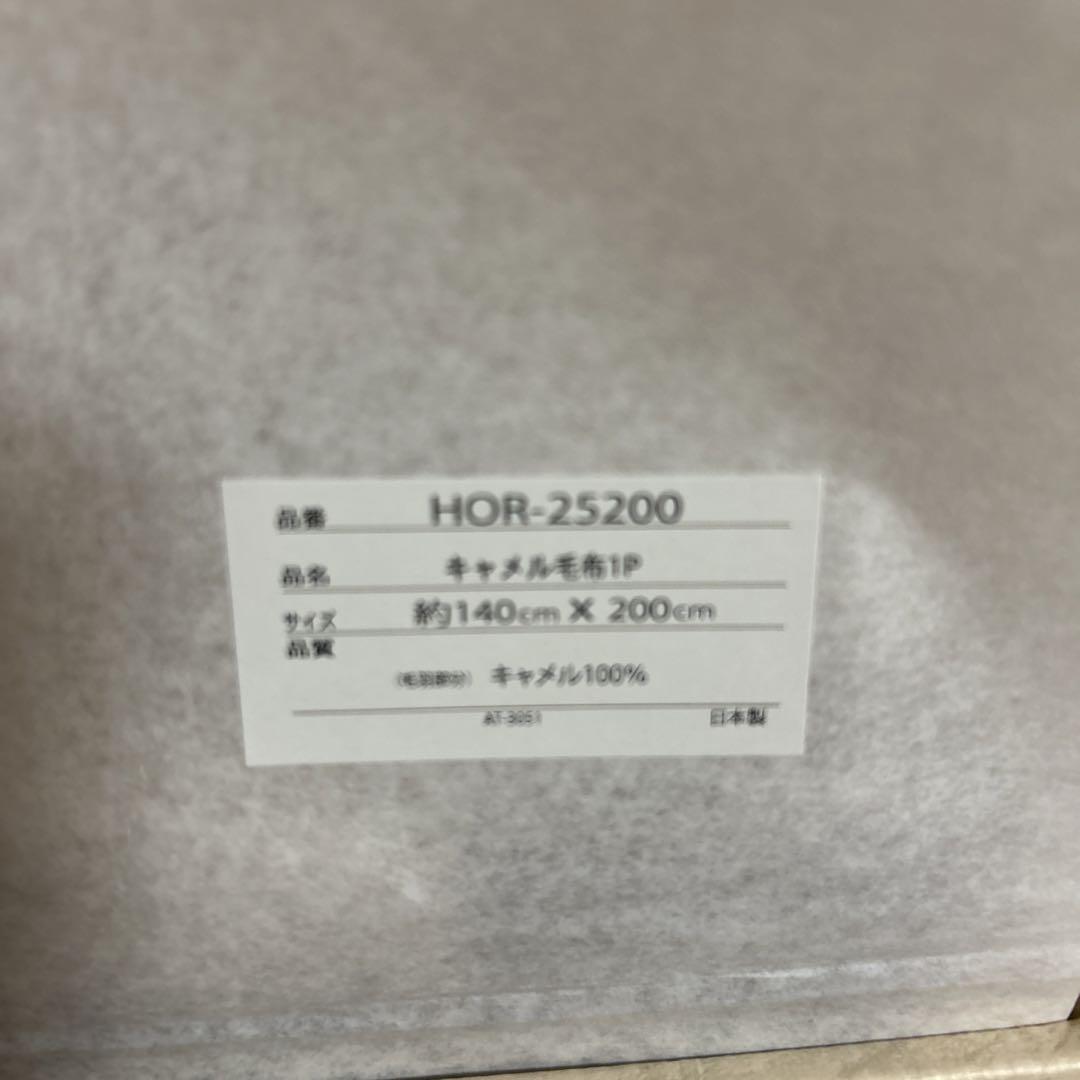 品番 HOR-25200
品名 キャメル毛布1P
サイズ 約140cm × 200cm
品質
(毛羽部分) キャメル100%
AT-3051 日本製